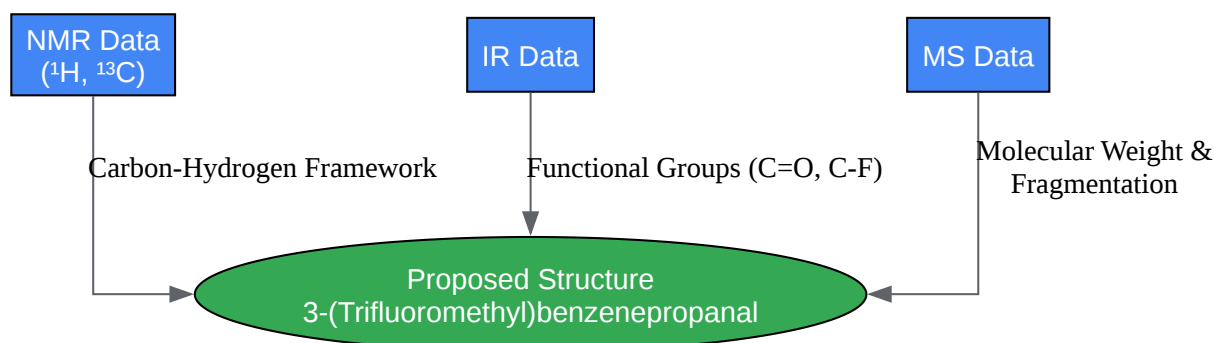 NMR Data
(¹H, ¹³C)
IR Data
MS Data
Carbon-Hydrogen Framework
Functional Groups (C=O, C-F)
Molecular Weight &
Fragmentation
Proposed Structure
3-(Trifluoromethyl)benzenepropanal